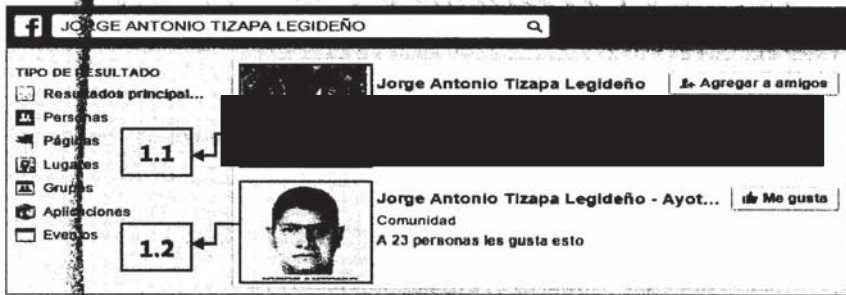 f JORGE ANTONIO TIZAPA LEGIDEÑO
TIPO DE RESULTADO
Resultados principal...
Personas
Páginas
Lugares
Grupos
Aplicaciones
Eventos
1.1
1.2
Jorge Antonio Tizapa Legideño
Agregar a amigos
Jorge Antonio Tizapa Legideño - Ayot...
Me gusta
Comunidad
A 23 personas les gusta esto